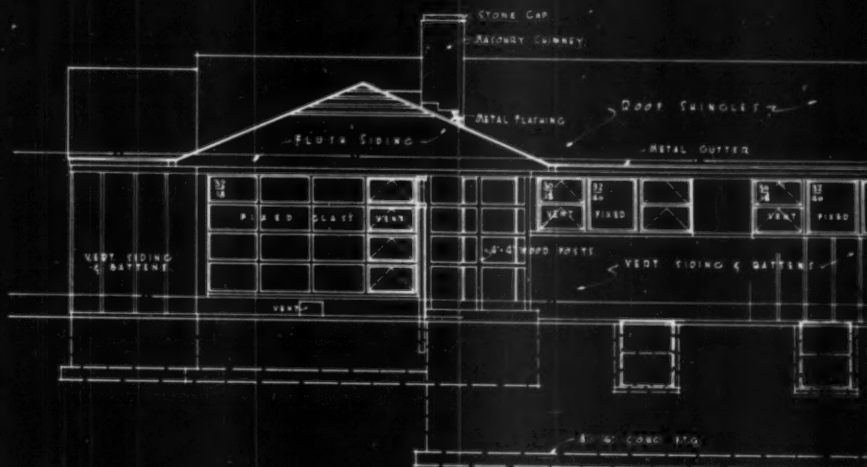 STONE CAP
MASONRY CHIMNEY
ROOF SHINGLES
METAL FLASHING
FLUSH SIDING
METAL GUTTER
FIXED GLASS VENT
VENT FIXED
VENT FIXED
4"x4" WOOD POSTS
VERT. SIDING
& BATTENS
VERT SIDING & BATTENS
VENT
CONC. FTG.